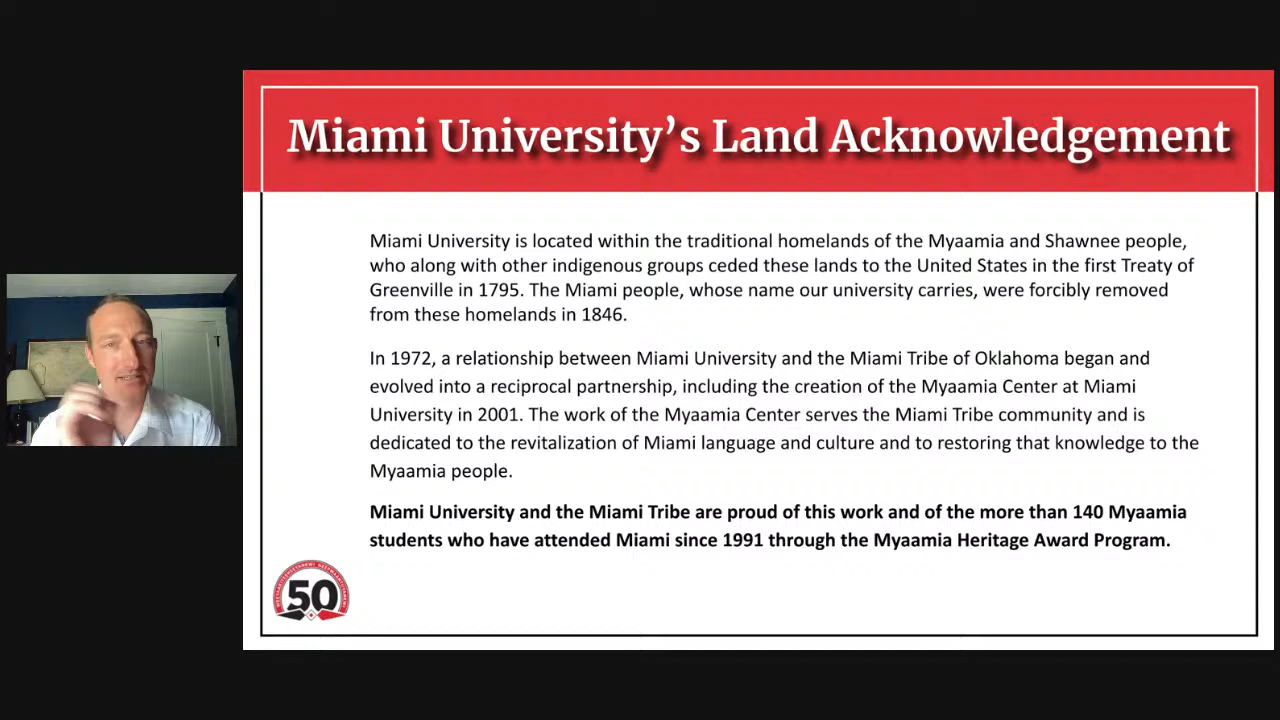 Miami University's Land Acknowledgement
Miami University is located within the traditional homelands of the Myaamia and Shawnee people,
who along with other indigenous groups ceded these lands to the United States in the first Treaty of
Greenville in 1795. The Miami people, whose name our university carries, were forcibly removed
from these homelands in 1846.
In 1972, a relationship between Miami University and the Miami Tribe of Oklahoma began and
evolved into a reciprocal partnership, including the creation of the Myaamia Center at Miami
University in 2001. The work of the Myaamia Center serves the Miami Tribe community and is
dedicated to the revitalization of Miami language and culture and to restoring that knowledge to the
Myaamia people.
Miami University and the Miami Tribe are proud of this work and of the more than 140 Myaamia
students who have attended Miami since 1991 through the Myaamia Heritage Award Program.
50